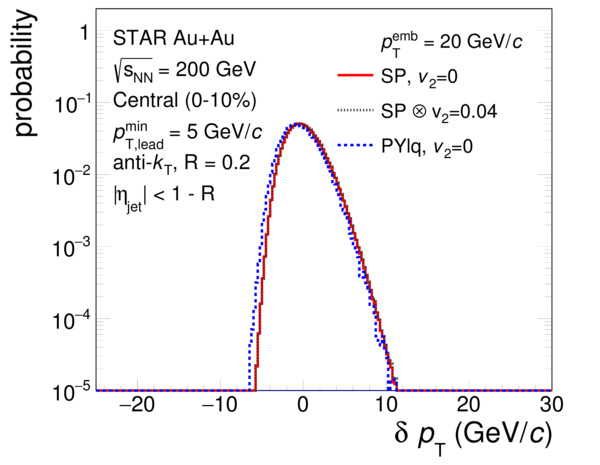 probability
1
10⁻¹
10⁻²
10⁻³
10⁻⁴
10⁻⁵
STAR Au+Au
√sNN = 200 GeV
Central (0-10%)
p_T,lead^min = 5 GeV/c
anti-k_T, R = 0.2
|η_jet| < 1 - R
p_T^emb = 20 GeV/c
SP, v₂=0
SP ⊗ v₂=0.04
PYlq, v₂=0
−20 −10 0 10 20 30
δ p_T (GeV/c)